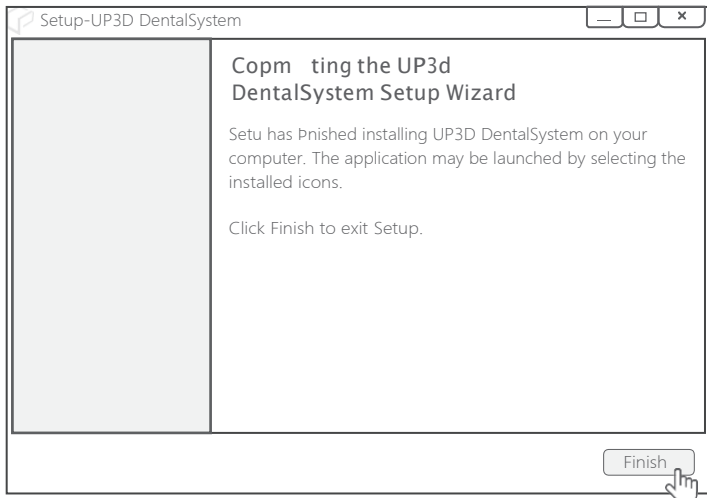 Setup-UP3D DentalSystem
Copm ting the UP3d
DentalSystem Setup Wizard
Setu has Þnished installing UP3D DentalSystem on your
computer. The application may be launched by selecting the
installed icons.
Click Finish to exit Setup.
Finish